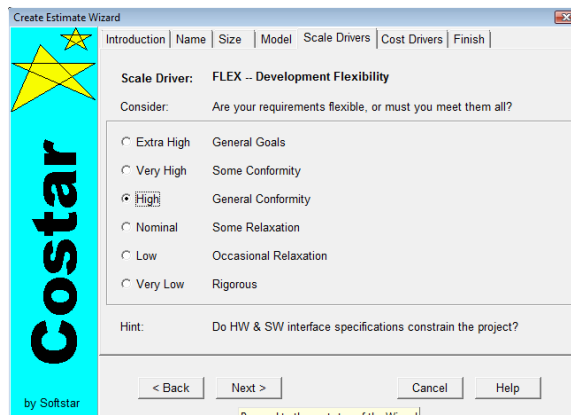 Create Estimate Wizard
Introduction Name Size Model Scale Drivers Cost Drivers Finish
Scale Driver: FLEX -- Development Flexibility
Consider: Are your requirements flexible, or must you meet them all?
Extra High General Goals
Very High Some Conformity
High General Conformity
Nominal Some Relaxation
Low Occasional Relaxation
Very Low Rigorous
Hint: Do HW & SW interface specifications constrain the project?
< Back Next > Cancel Help
Costar
by Softstar